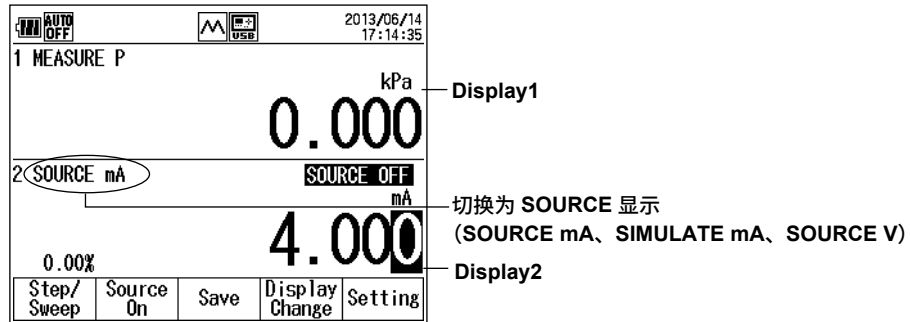 AUTO OFF USB 2013/06/14
17:14:35
1 MEASURE P
kPa
Display1
0.000
2 SOURCE mA SOURCE OFF
mA
切换为 SOURCE 显示
（SOURCE mA、SIMULATE mA、SOURCE V）
4.000
0.00%
Display2
Step/ Source Save Display Setting
Sweep On Change